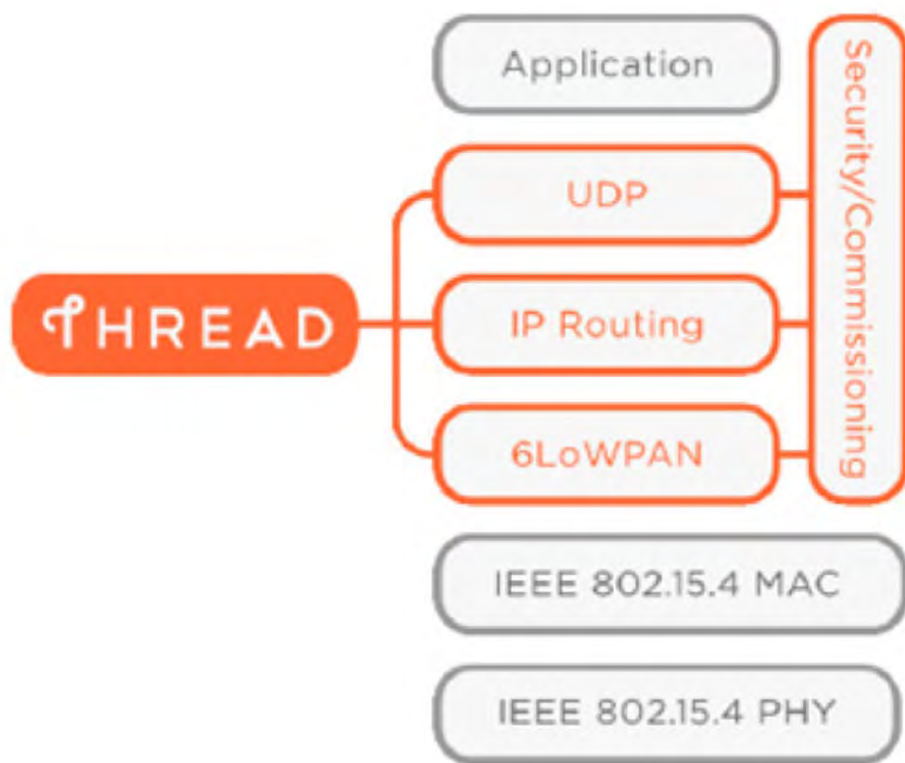 Application
Security/Commissioning
UDP
THREAD
IP Routing
6LoWPAN
IEEE 802.15.4 MAC
IEEE 802.15.4 PHY